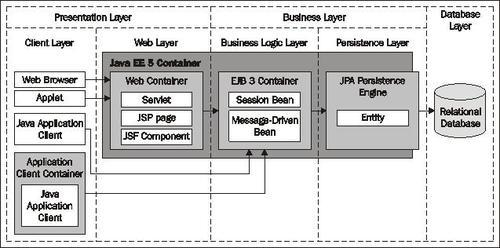 Presentation Layer
Business Layer
Database
Layer
Client Layer
Web Layer
Business Logic Layer
Persistence Layer
Java EE 5 Container
Web Browser
Applet
Java Application
Client
Application
Client Container
Java
Application
Client
Web Container
Servlet
JSP page
JSF Component
EJB 3 Container
Session Bean
Message-Driven
Bean
JPA Persistence
Engine
Entity
Relational
Database